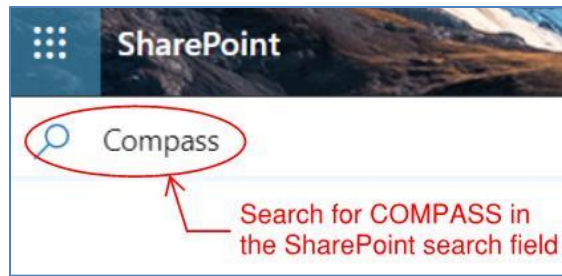 SharePoint
Compass
Search for COMPASS in
the SharePoint search field